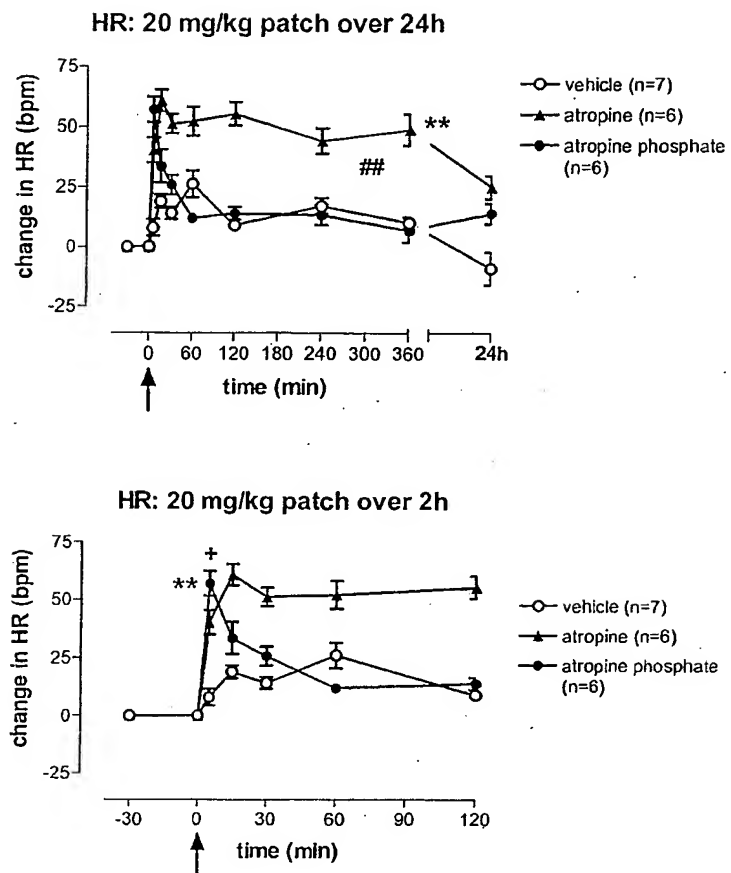 HR: 20 mg/kg patch over 24h
75
50
25
0
-25
change in HR (bpm)
**
##
vehicle (n=7)
atropine (n=6)
atropine phosphate
(n=6)
0 60 120 180 240 300 360 24h
time (min)
HR: 20 mg/kg patch over 2h
75
50
25
0
-25
change in HR (bpm)
+
**
vehicle (n=7)
atropine (n=6)
atropine phosphate
(n=6)
-30 0 30 60 90 120
time (min)